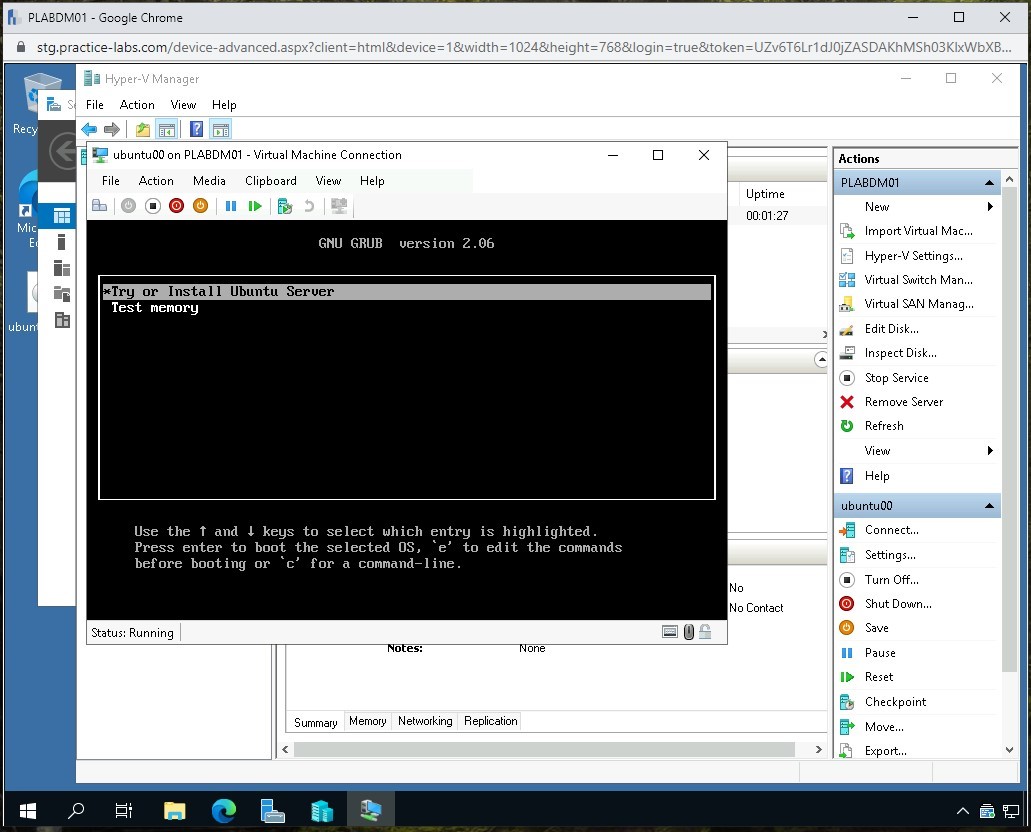 PLABDM01 - Google Chrome
stg.practice-labs.com/device-advanced.aspx?client=html&device=1&width=1024&height=768&login=true&token=UZv6T6Lr1dJ0jZASDAKhMSh03KlxWbXB...
Recy
Mic
ubunt
Hyper-V Manager
File Action View Help
ubuntu00 on PLABDM01 - Virtual Machine Connection
File Action Media Clipboard View Help
GNU GRUB version 2.06
*Try or Install Ubuntu Server
Test memory
Use the ↑ and ↓ keys to select which entry is highlighted.
Press enter to boot the selected OS, `e' to edit the commands
before booting or `c' for a command-line.
Status: Running
Uptime
00:01:27
No
No Contact
Notes: None
Summary Memory Networking Replication
Actions
PLABDM01
New
Import Virtual Mac...
Hyper-V Settings...
Virtual Switch Man...
Virtual SAN Manag...
Edit Disk...
Inspect Disk...
Stop Service
Remove Server
Refresh
View
Help
ubuntu00
Connect...
Settings...
Turn Off...
Shut Down...
Save
Pause
Reset
Checkpoint
Move...
Export...